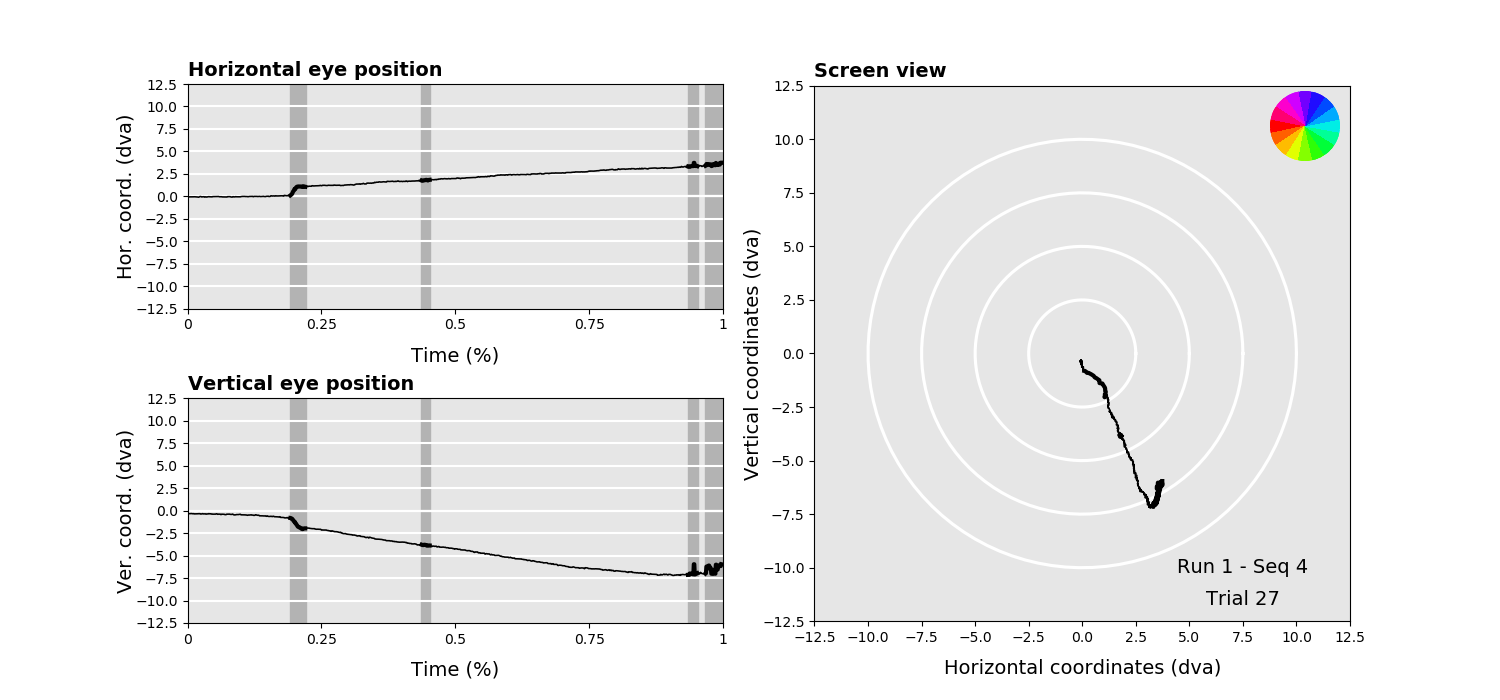 Horizontal eye position
Hor. coord. (dva)
12.5
10.0
7.5
5.0
2.5
0.0
−2.5
−5.0
−7.5
−10.0
−12.5
0 0.25 0.5 0.75 1
Time (%)
Vertical eye position
Ver. coord. (dva)
12.5
10.0
7.5
5.0
2.5
0.0
−2.5
−5.0
−7.5
−10.0
−12.5
0 0.25 0.5 0.75 1
Time (%)
Screen view
Vertical coordinates (dva)
12.5
10.0
7.5
5.0
2.5
0.0
−2.5
−5.0
−7.5
−10.0
−12.5
Run 1 - Seq 4
Trial 27
−12.5 −10.0 −7.5 −5.0 −2.5 0.0 2.5 5.0 7.5 10.0 12.5
Horizontal coordinates (dva)